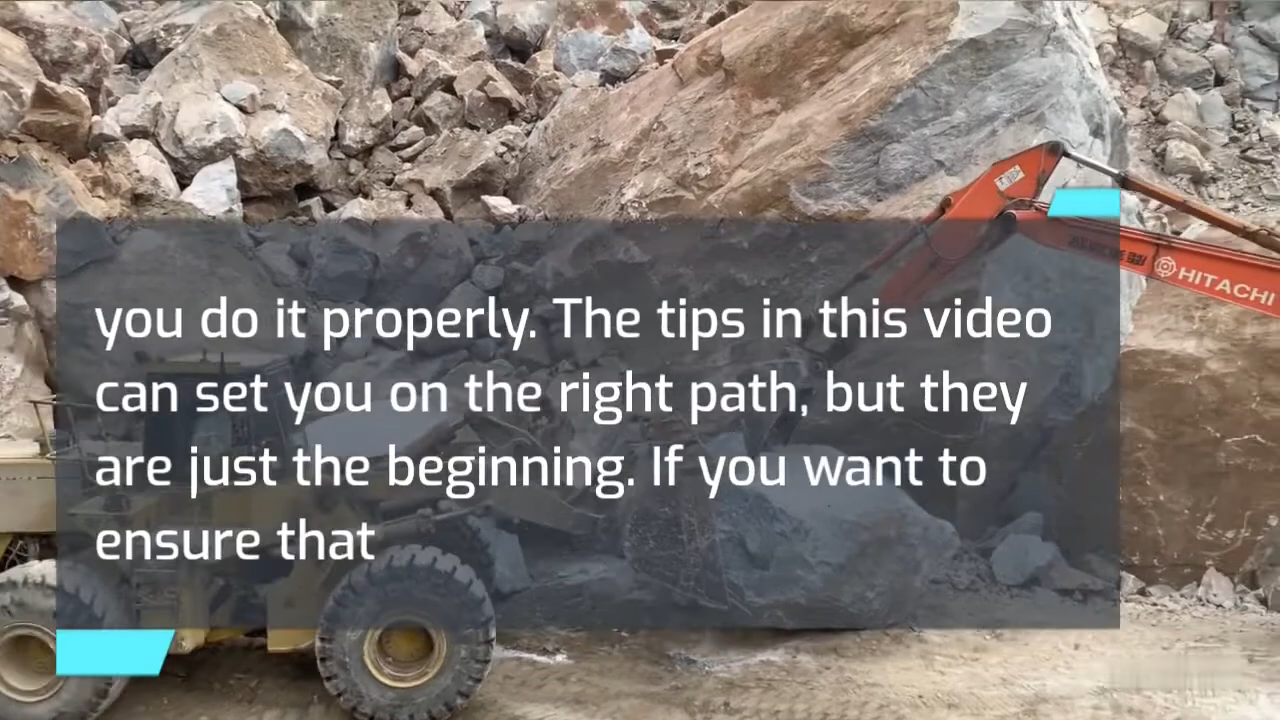 HITACHI
you do it properly. The tips in this video
can set you on the right path, but they
are just the beginning. If you want to
ensure that